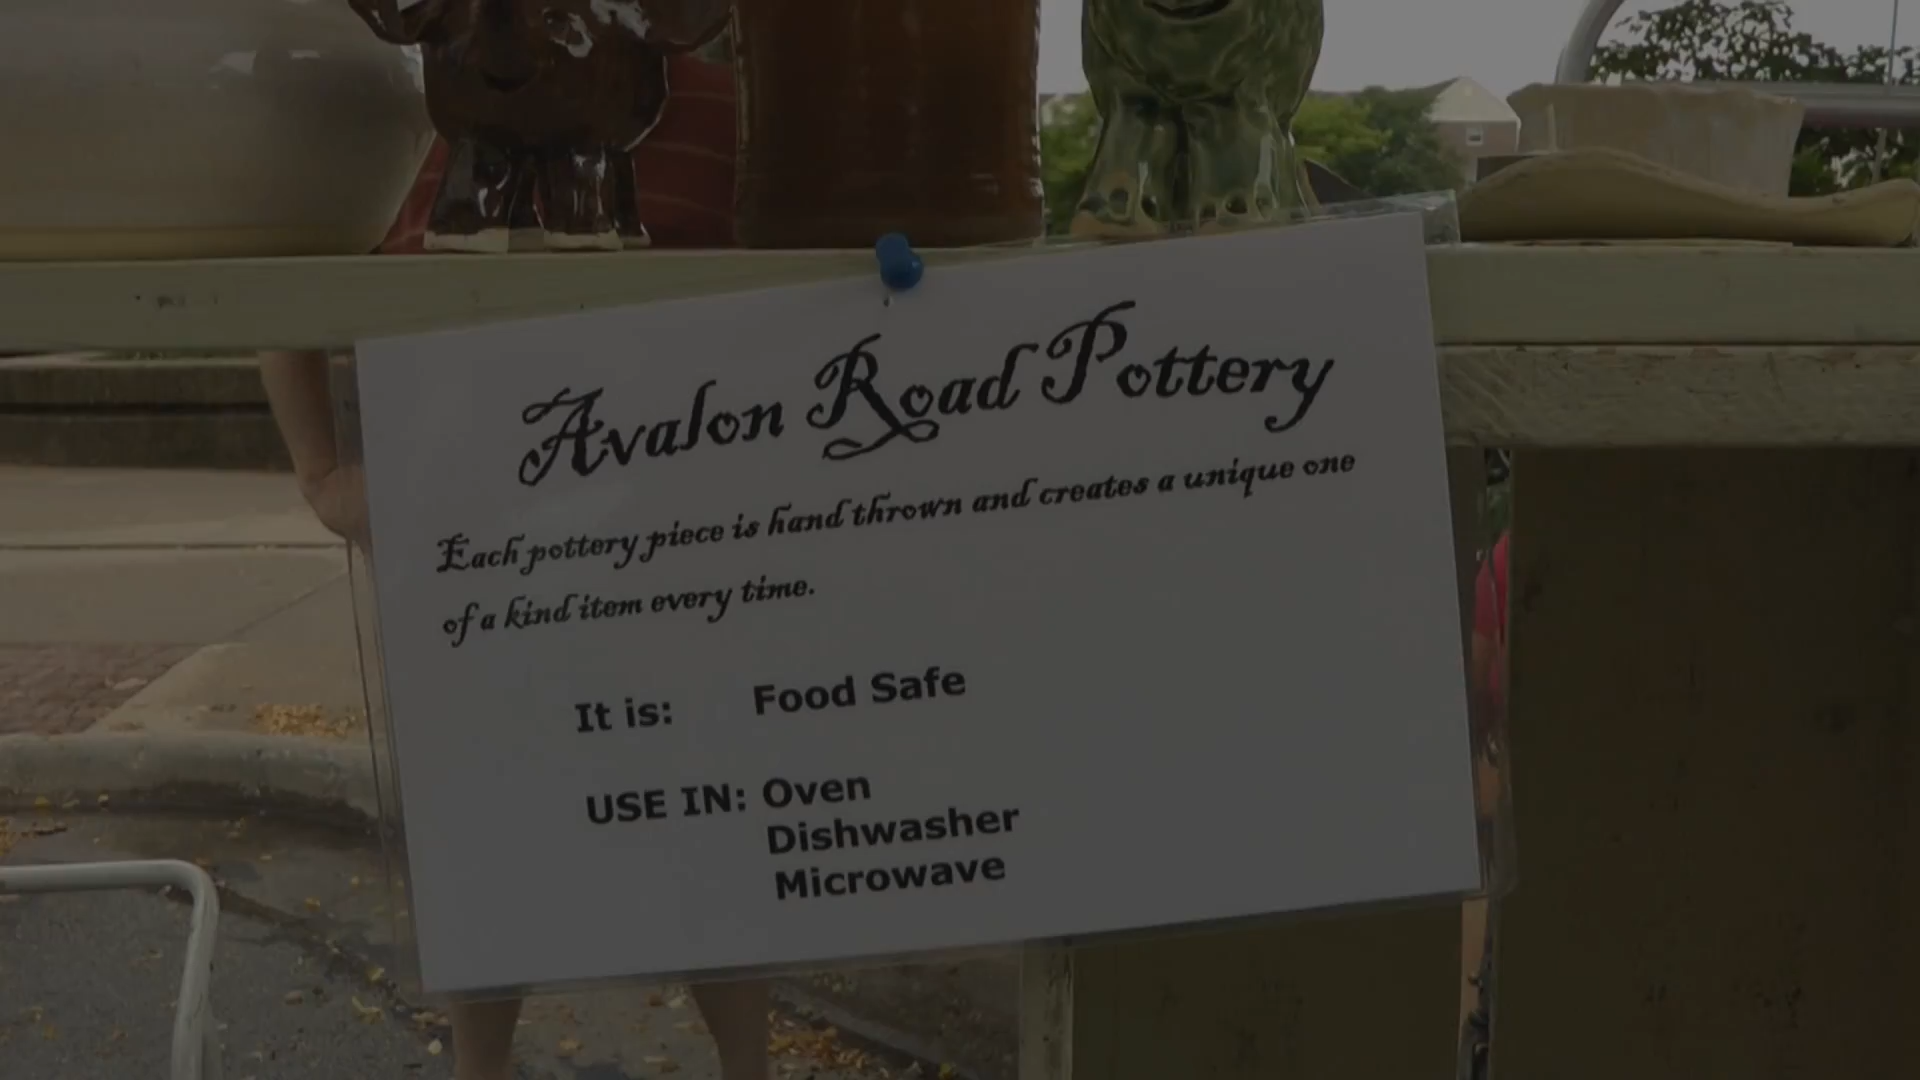 Avalon Road Pottery
Each pottery piece is hand thrown and creates a unique one
of a kind item every time.
It is: Food Safe
USE IN: Oven
Dishwasher
Microwave